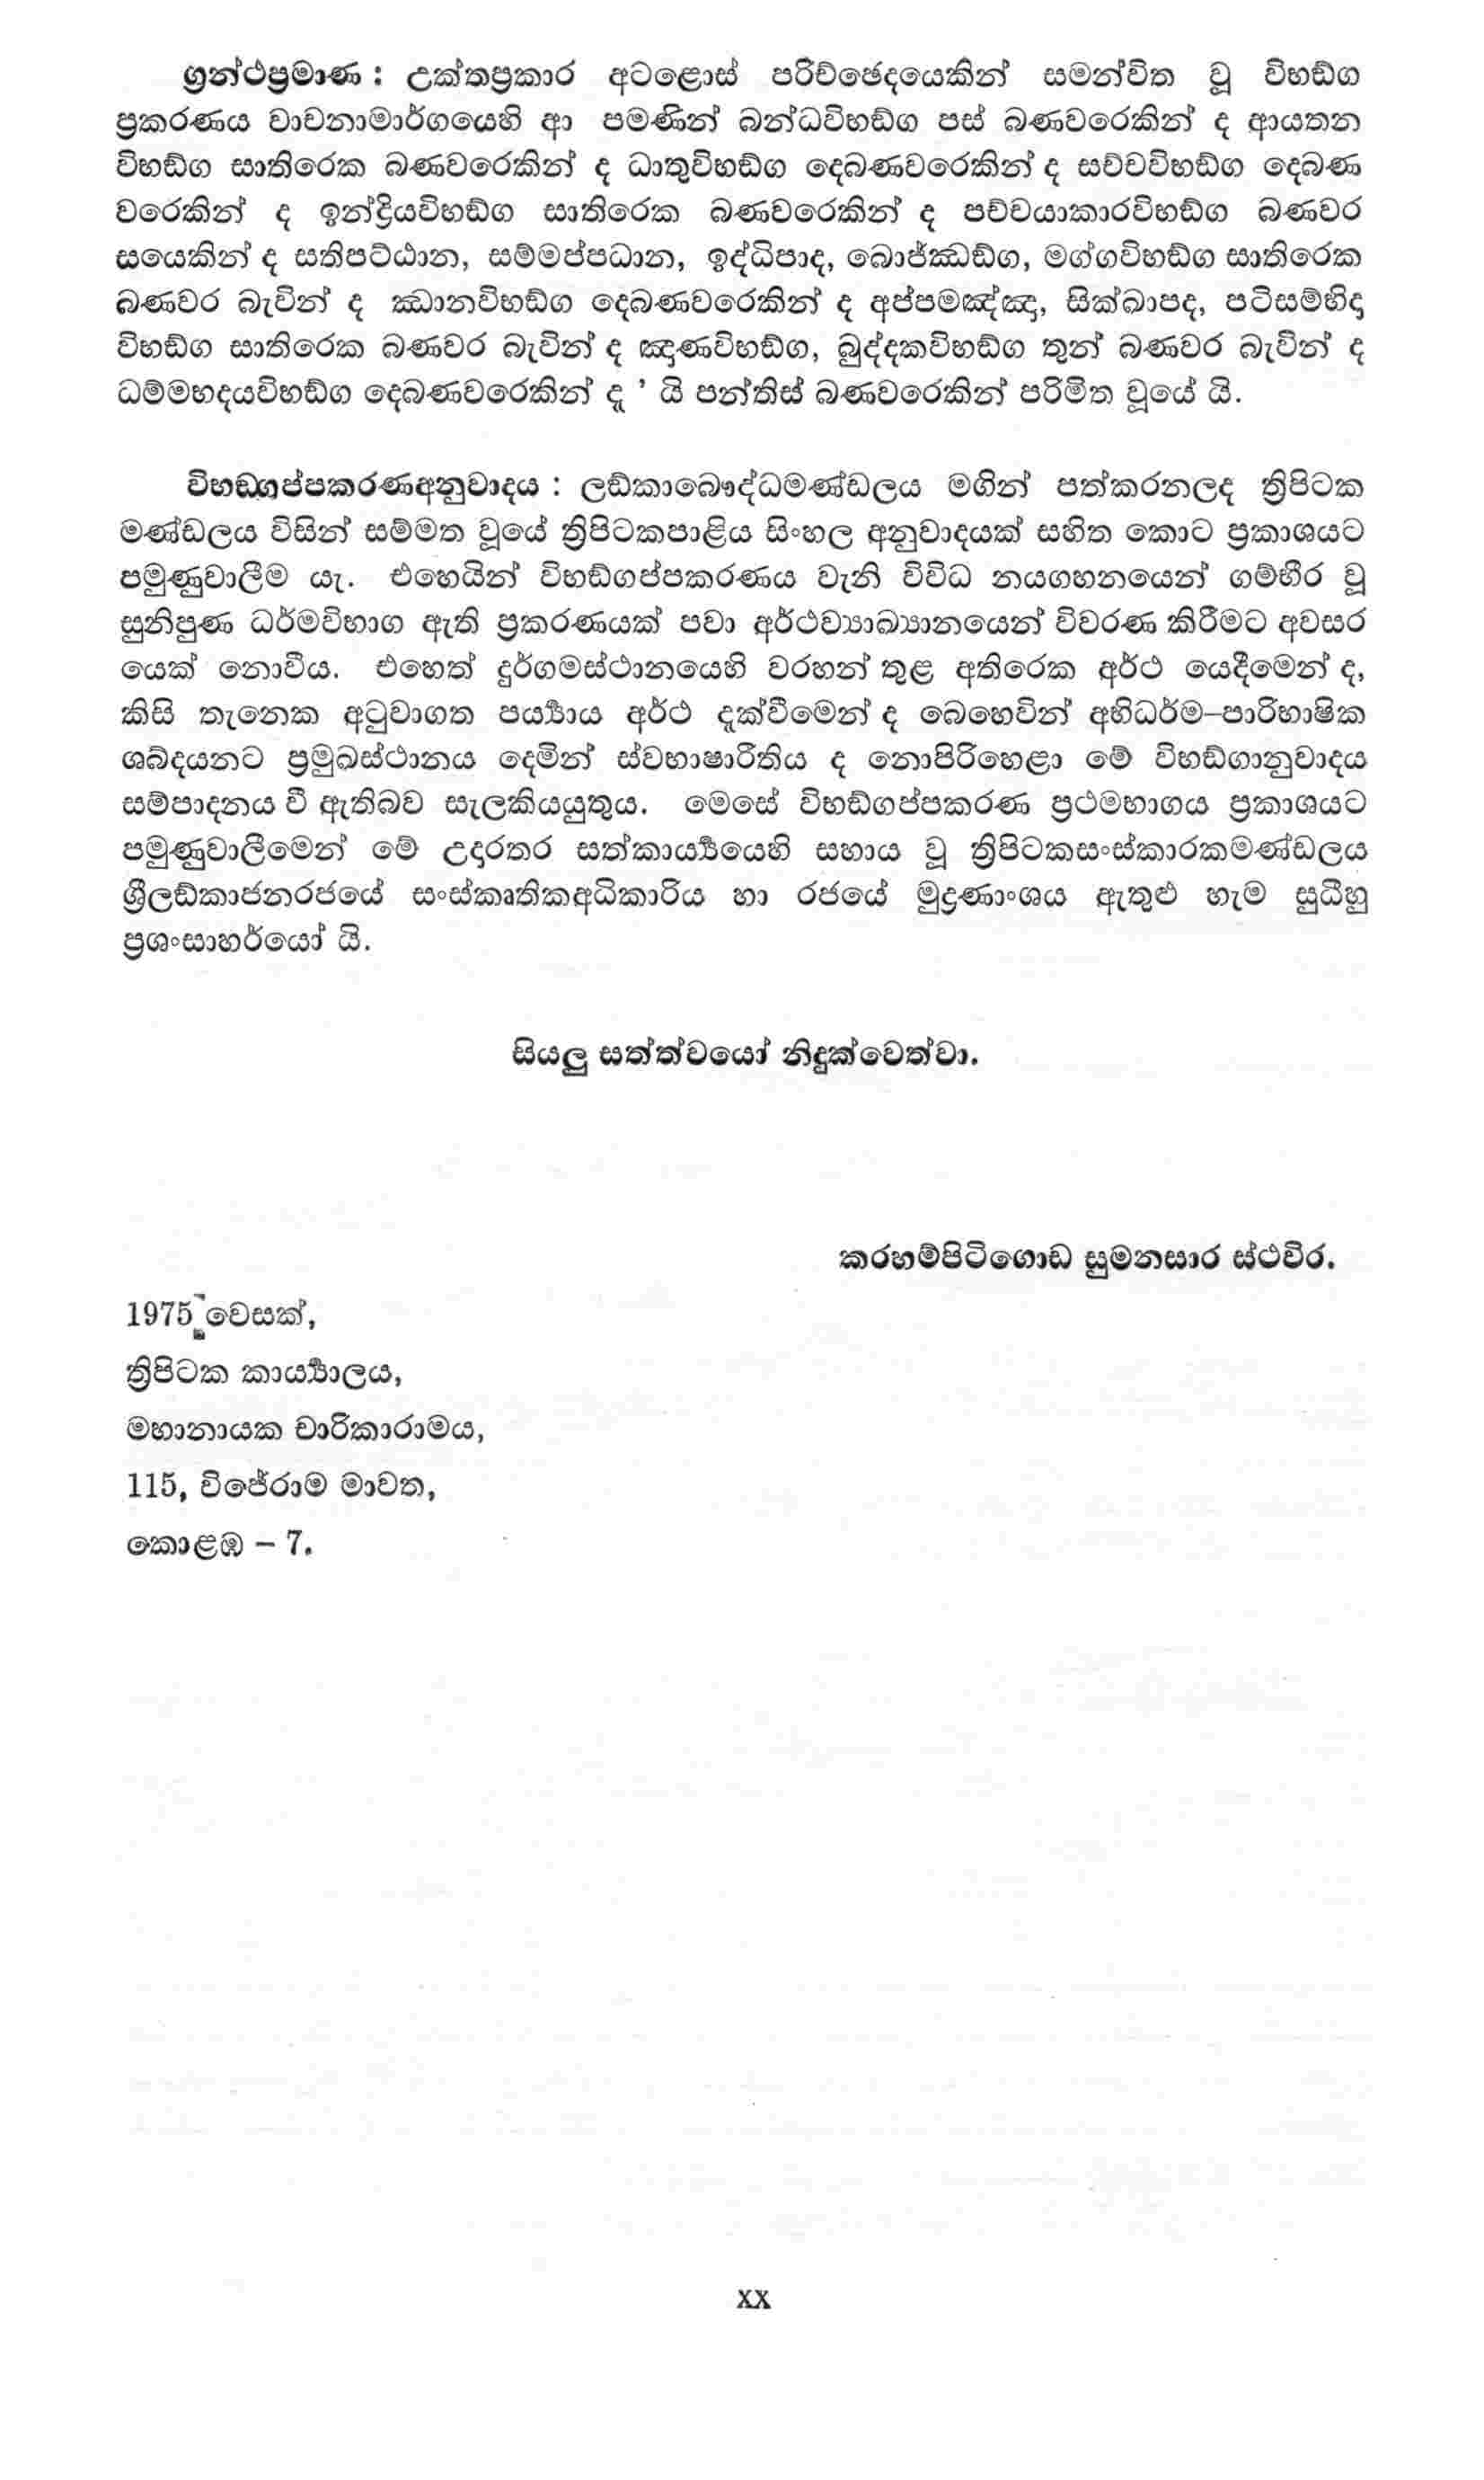 ග්‍රන්ථප්‍රමාණ : උක්තප්‍රකාර අටළොස් පරිච්ඡෙදයෙකින් සමන්විත වූ විභඞ්ග
ප්‍රකරණය වාචනාමාර්ගයෙහි ආ පමණින් ඛන්ධවිභඞ්ග පස් බණවරෙකින් ද ආයතන
විභඞ්ග සාතිරෙක බණවරෙකින් ද ධාතුවිභඞ්ග දෙබණවරෙකින් ද සච්චවිභඞ්ග දෙබණ
වරෙකින් ද ඉන්ද්‍රියවිභඞ්ග සාතිරෙක බණවරෙකින් ද පච්චයාකාරවිභඞ්ග බණවර
සයෙකින් ද සතිපට්ඨාන, සම්මප්පධාන, ඉද්ධිපාද, බොජ්ඣඞ්ග, මග්ගවිභඞ්ග සාතිරෙක
බණවර බැවින් ද ඣානවිභඞ්ග දෙබණවරෙකින් ද අප්පමඤ්ඤා, සික්ඛාපද, පටිසම්භිදා
විභඞ්ග සාතිරෙක බණවර බැවින් ද ඤාණවිභඞ්ග, ඛුද්දකවිභඞ්ග තුන් බණවර බැවින් ද
ධම්මහදයවිභඞ්ග දෙබණවරෙකින් දැ ’ යි පන්තිස් බණවරෙකින් පරිමිත වූයේ යි.
විභඞ්ගප්පකරණඅනුවාදය : ලඞ්කාබෞද්ධමණ්ඩලය මගින් පත්කරනලද ත්‍රිපිටක
මණ්ඩලය විසින් සම්මත වූයේ ත්‍රිපිටකපාළිය සිංහල අනුවාදයක් සහිත කොට ප්‍රකාශයට
පමුණුවාලීම යැ. එහෙයින් විභඞ්ගප්පකරණය වැනි විවිධ නයගහනයෙන් ගම්භීර වූ
සුනිපුණ ධර්මවිභාග ඇති ප්‍රකරණයක් පවා අර්ථව්‍යාඛ්‍යානයෙන් විවරණ කිරීමට අවසර
යෙක් නොවීය. එහෙත් දුර්ගමස්ථානයෙහි වරහන් තුළ අතිරෙක අර්ථ යෙදීමෙන් ද,
කිසි තැනෙක අටුවාගත පර්‍ය්‍යාය අර්ථ දැක්වීමෙන් ද බෙහෙවින් අභිධර්ම–පාරිභාෂික
ශබ්දයනට ප්‍රමුඛස්ථානය දෙමින් ස්වභාෂාරීතිය ද නොපිරිහෙළා මේ විභඞ්ගානුවාදය
සම්පාදනය වී ඇතිබව සැලකියයුතුය. මෙසේ විභඞ්ගප්පකරණ ප්‍රථමභාගය ප්‍රකාශයට
පමුණුවාලීමෙන් මේ උදාරතර සත්කාර්‍ය්‍යයෙහි සහාය වූ ත්‍රිපිටකසංස්කාරකමණ්ඩලය
ශ්‍රීලඞ්කාජනරජයේ සංස්කෘතිකඅධිකාරිය හා රජයේ මුද්‍රණාංශය ඇතුළු හැම සුධීහු
ප්‍රශංසාර්හයෝ යි.
සියලු සත්ත්වයෝ නිදුක්වෙත්වා.
කරහම්පිටිගොඩ සුමනසාර ස්ථවිර.
1975 වෙසක්,
ත්‍රිපිටක කාර්‍ය්‍යාලය,
මහානායක චාරිකාරාමය,
115, විජේරාම මාවත,
කොළඹ – 7.
xx